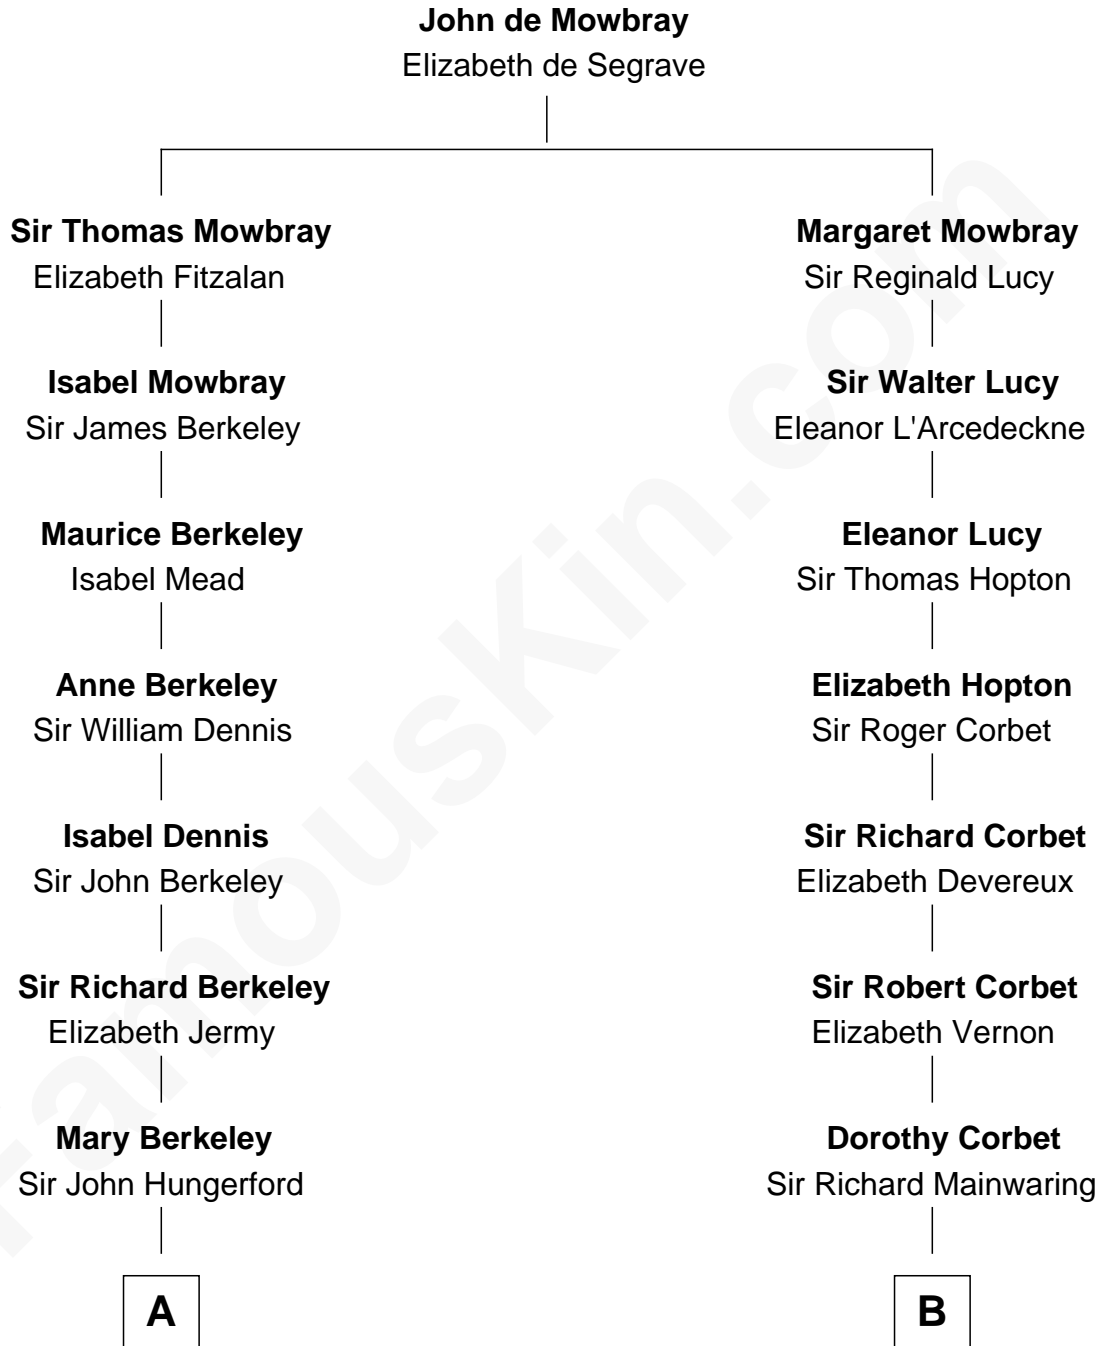 John de Mowbray
Elizabeth de Segrave
Sir Thomas Mowbray
Elizabeth Fitzalan
Isabel Mowbray
Sir James Berkeley
Maurice Berkeley
Isabel Mead
Anne Berkeley
Sir William Dennis
Isabel Dennis
Sir John Berkeley
Sir Richard Berkeley
Elizabeth Jermy
Mary Berkeley
Sir John Hungerford
A
Margaret Mowbray
Sir Reginald Lucy
Sir Walter Lucy
Eleanor L'Arcedeckne
Eleanor Lucy
Sir Thomas Hopton
Elizabeth Hopton
Sir Roger Corbet
Sir Richard Corbet
Elizabeth Devereux
Sir Robert Corbet
Elizabeth Vernon
Dorothy Corbet
Sir Richard Mainwaring
B
FamousKin.com